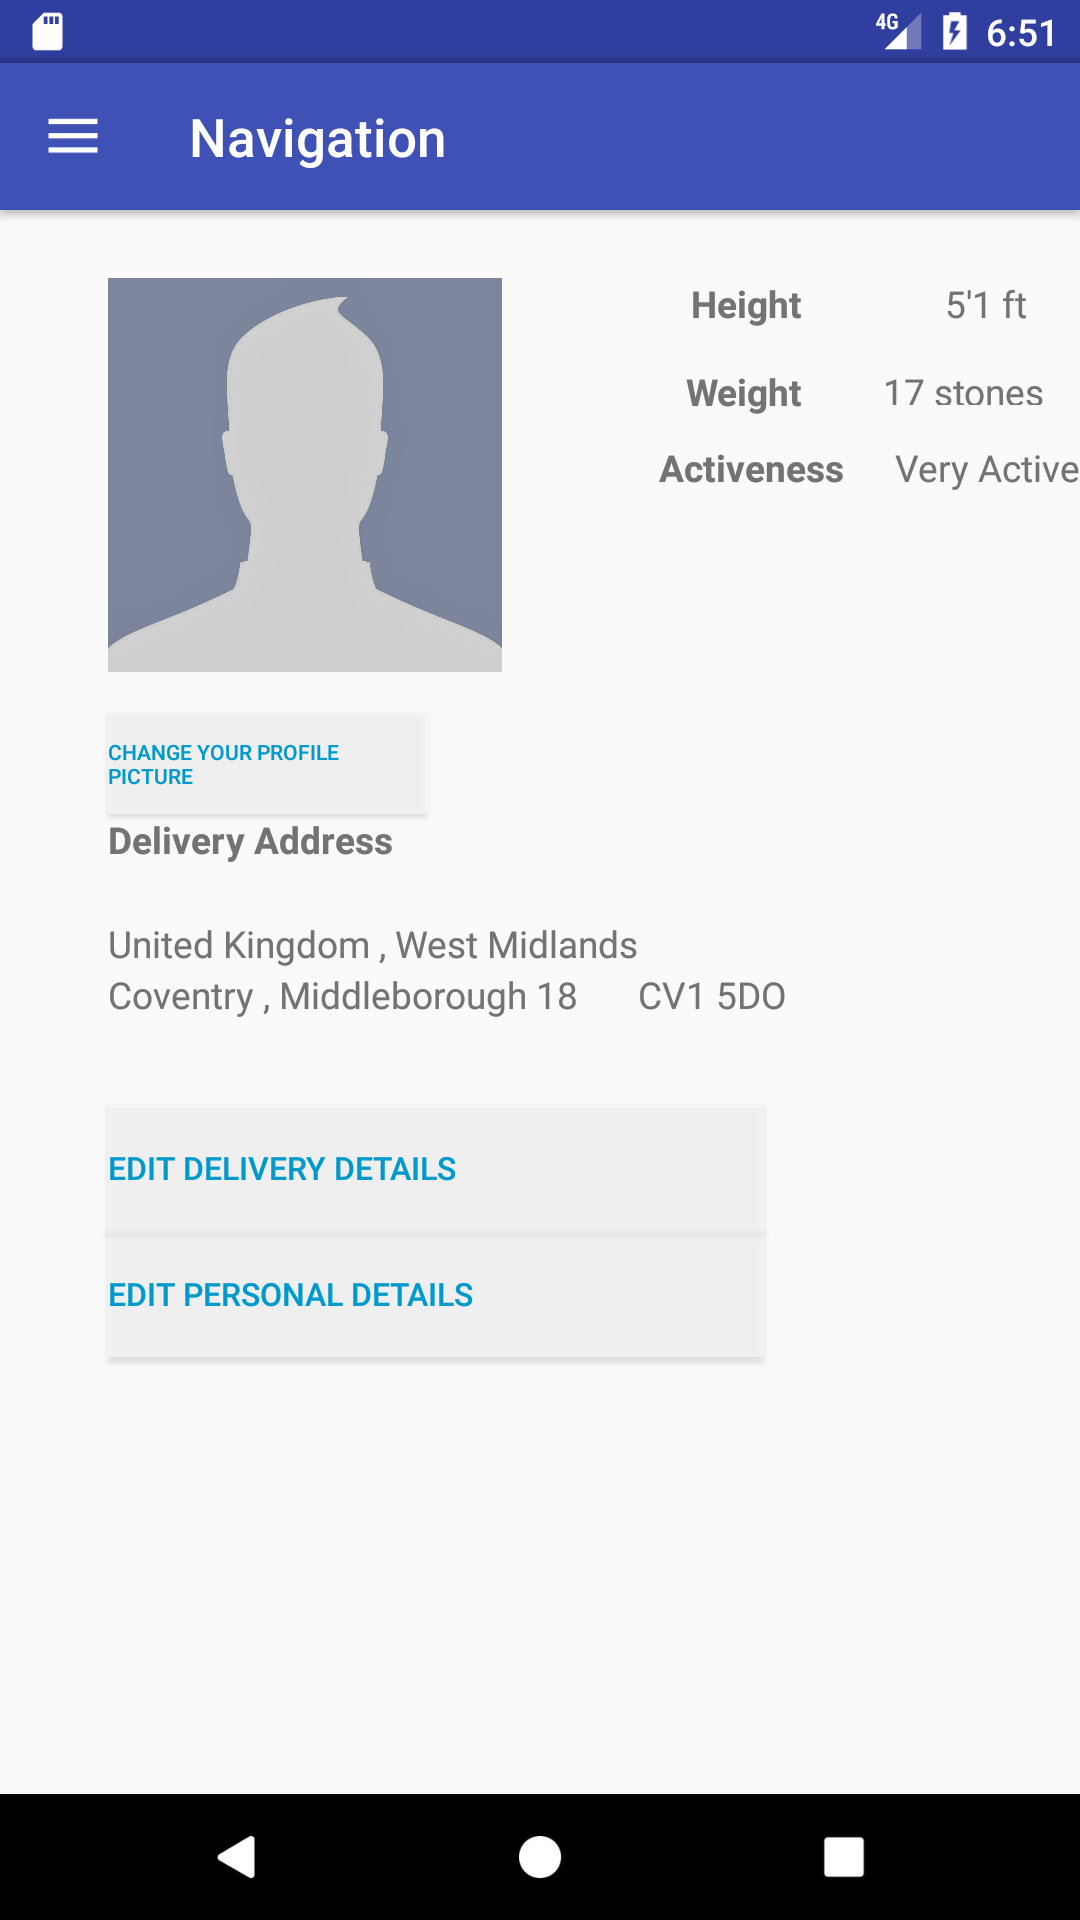 4G 6:51
Navigation
Height 5'1 ft
Weight 17 stones
Activeness Very Active
CHANGE YOUR PROFILE
PICTURE
Delivery Address
United Kingdom , West Midlands
Coventry , Middleborough 18 CV1 5DO
EDIT DELIVERY DETAILS
EDIT PERSONAL DETAILS